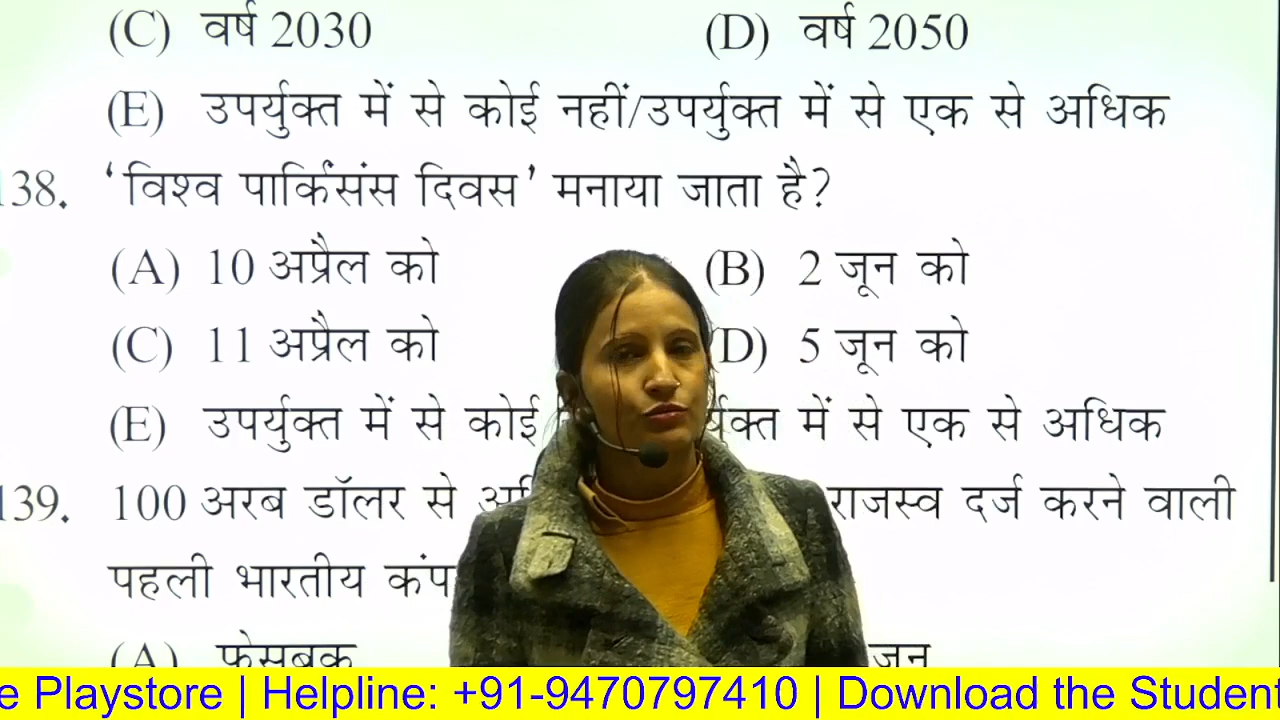 (C) वर्ष 2030 (D) वर्ष 2050
(E) उपर्युक्त में से कोई नहीं/उपर्युक्त में से एक से अधिक
138. ‘विश्व पार्किंसंस दिवस’ मनाया जाता है?
(A) 10 अप्रैल को (B) 2 जून को
(C) 11 अप्रैल को D) 5 जून को
(E) उपर्युक्त में से कोई में से एक से अधिक
139. 100 अरब डॉलर से राजस्व दर्ज करने वाली
पहली भारतीय
(A) फेसबुक
e Playstore | Helpline: +91-9470797410 | Download the Student